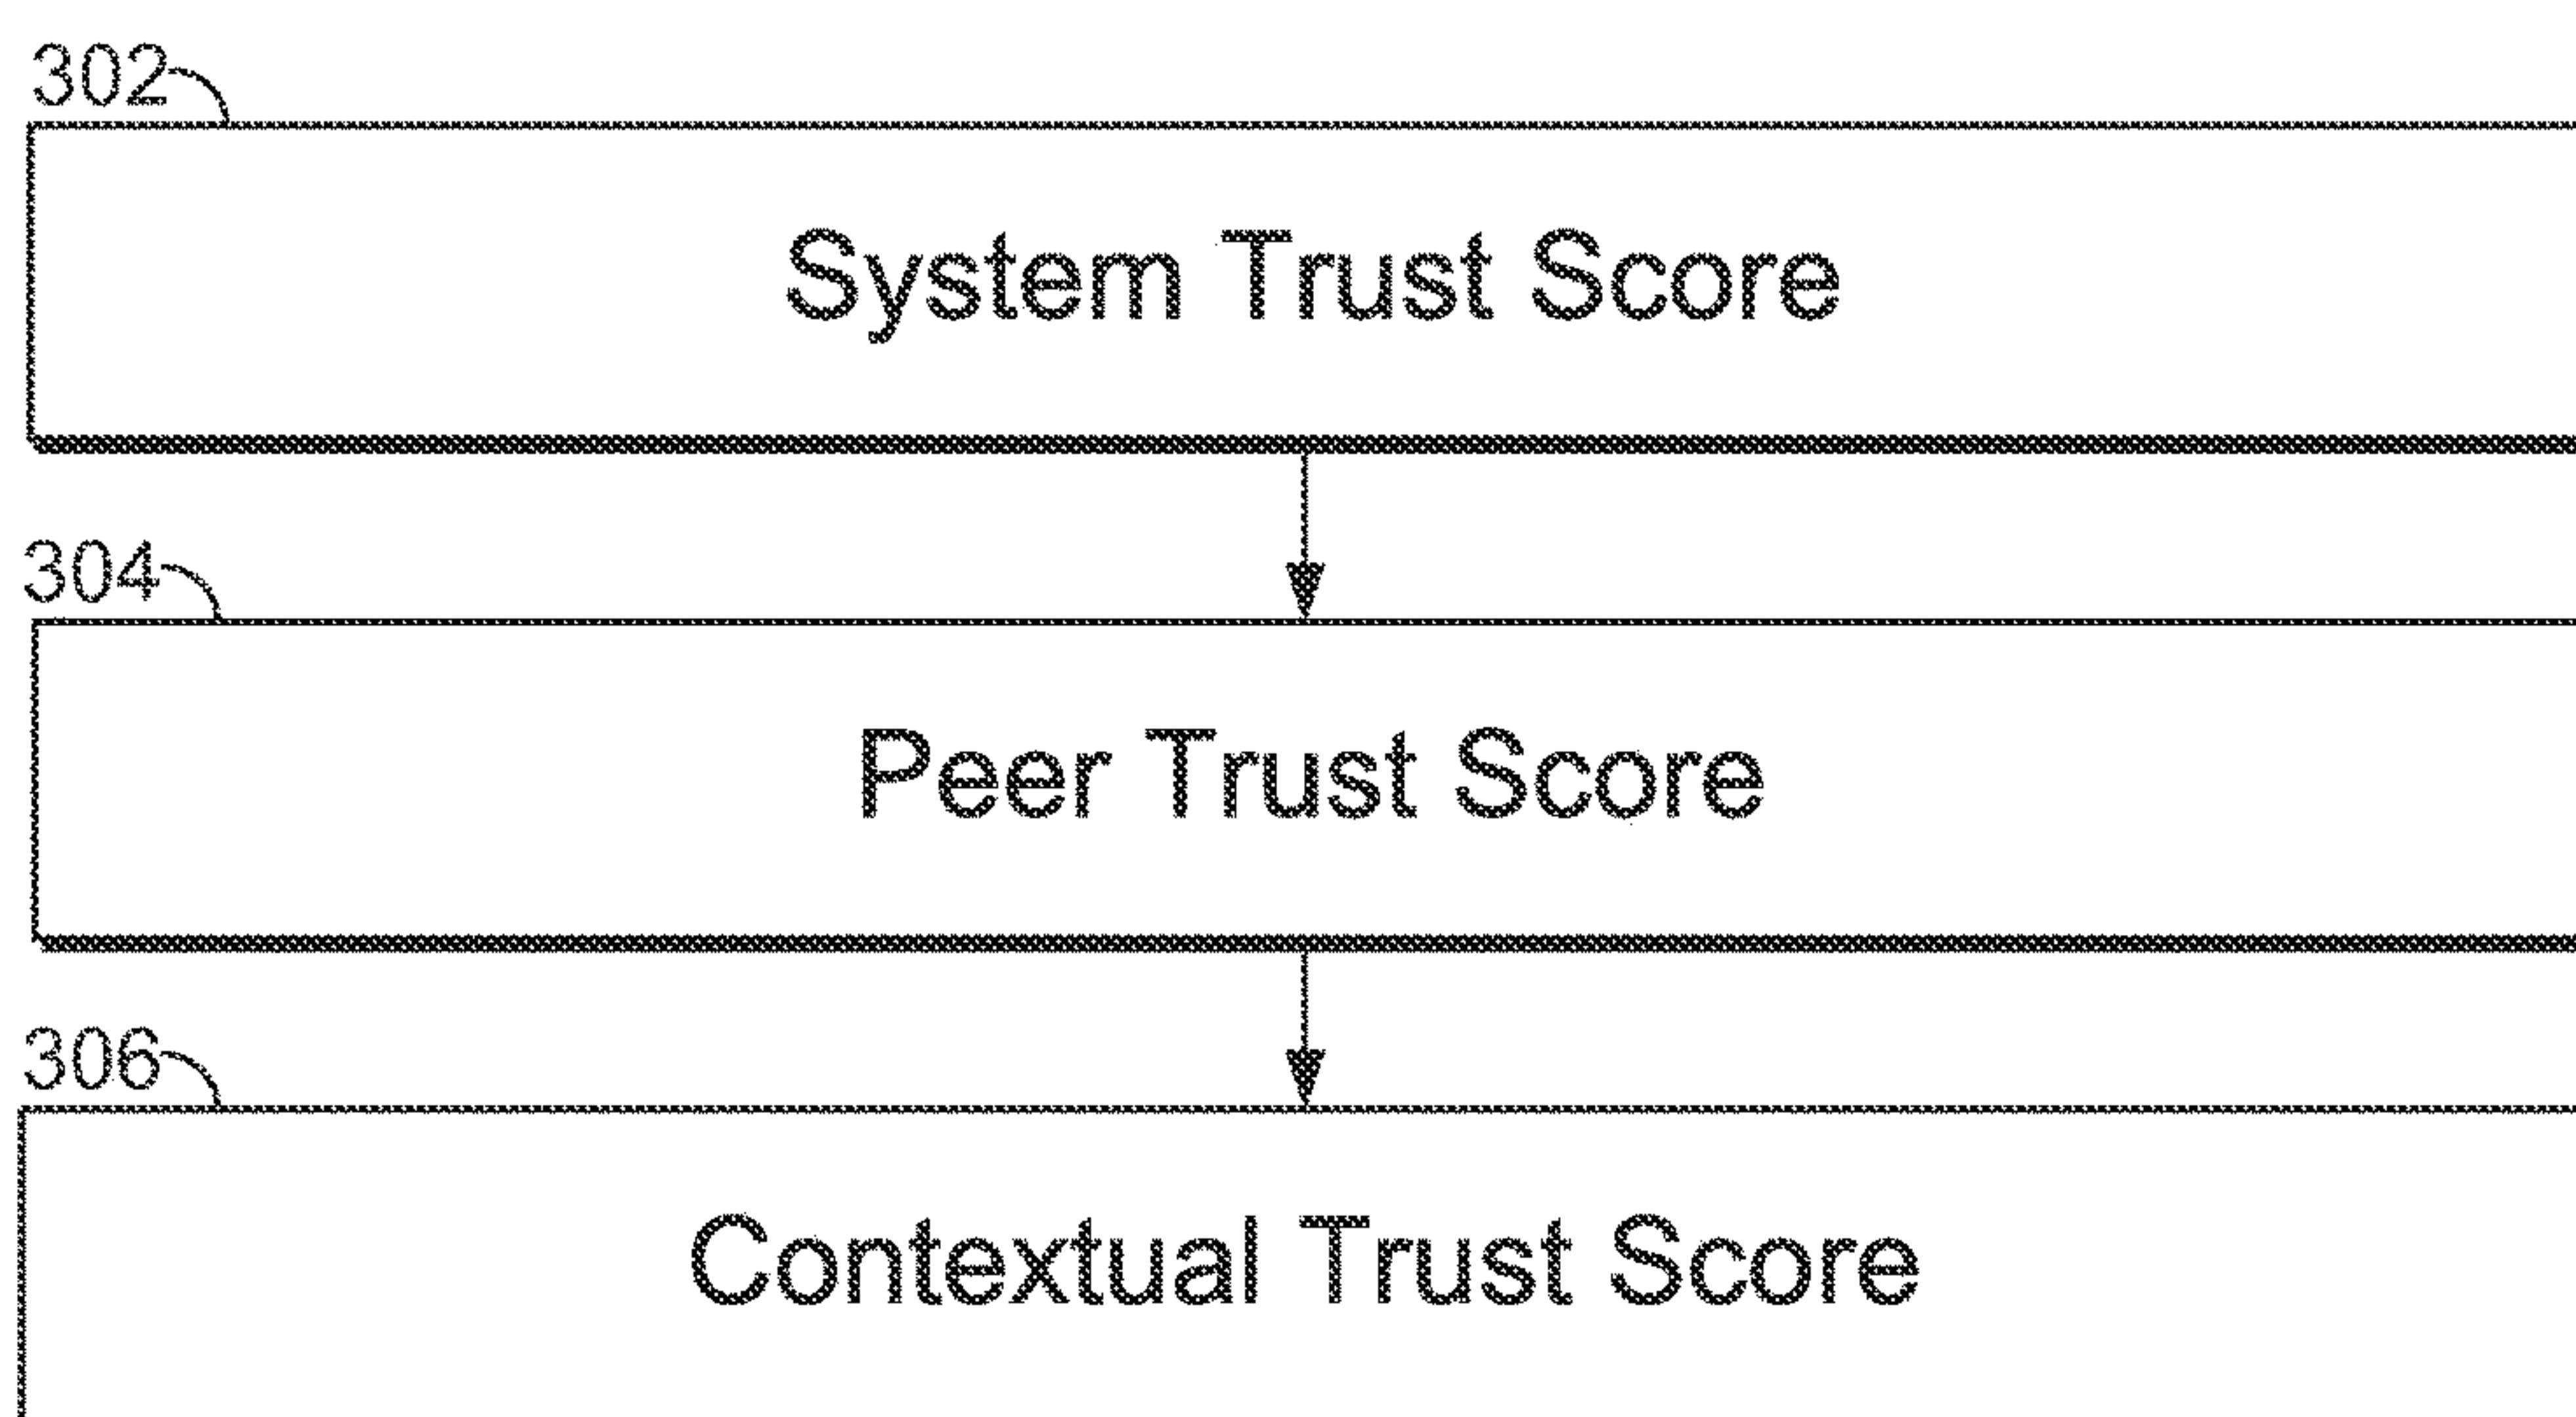 302
System Trust Score
304
Peer Trust Score
306
Contextual Trust Score